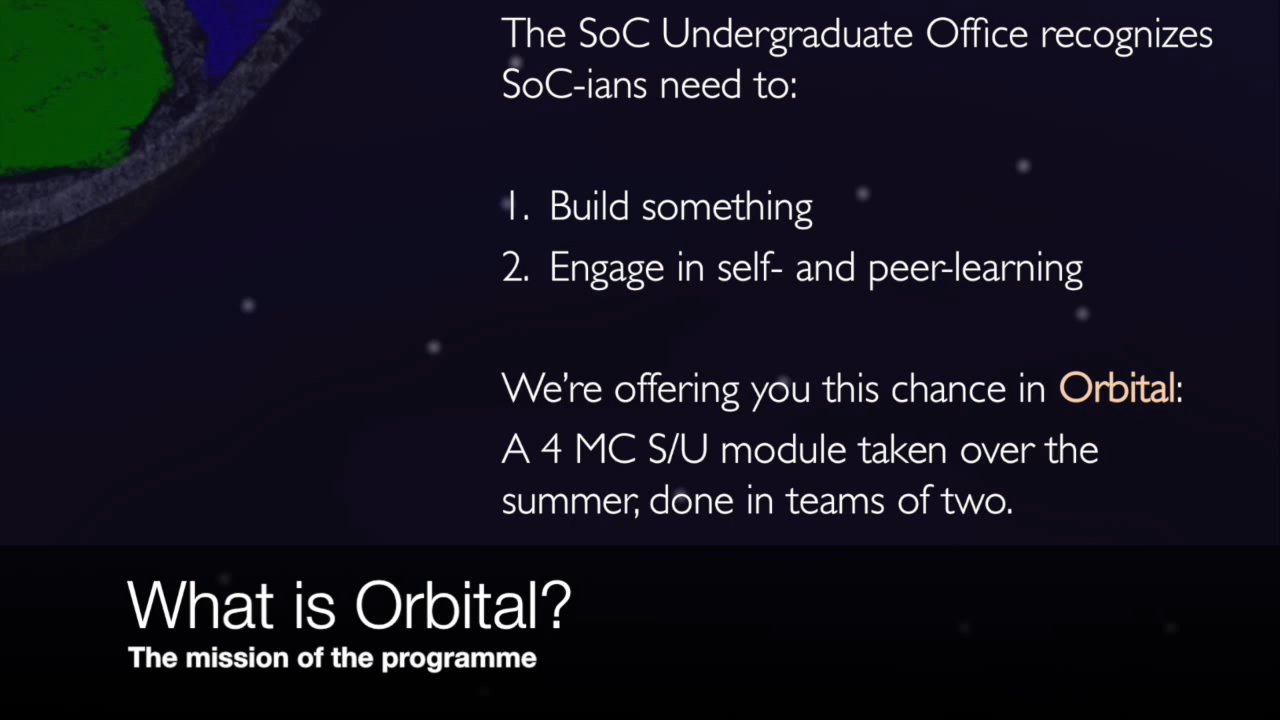 The SoC Undergraduate Office recognizes
SoC-ians need to:
1. Build something
2. Engage in self- and peer-learning
We're offering you this chance in Orbital:
A 4 MC S/U module taken over the
summer, done in teams of two.
What is Orbital?
The mission of the programme